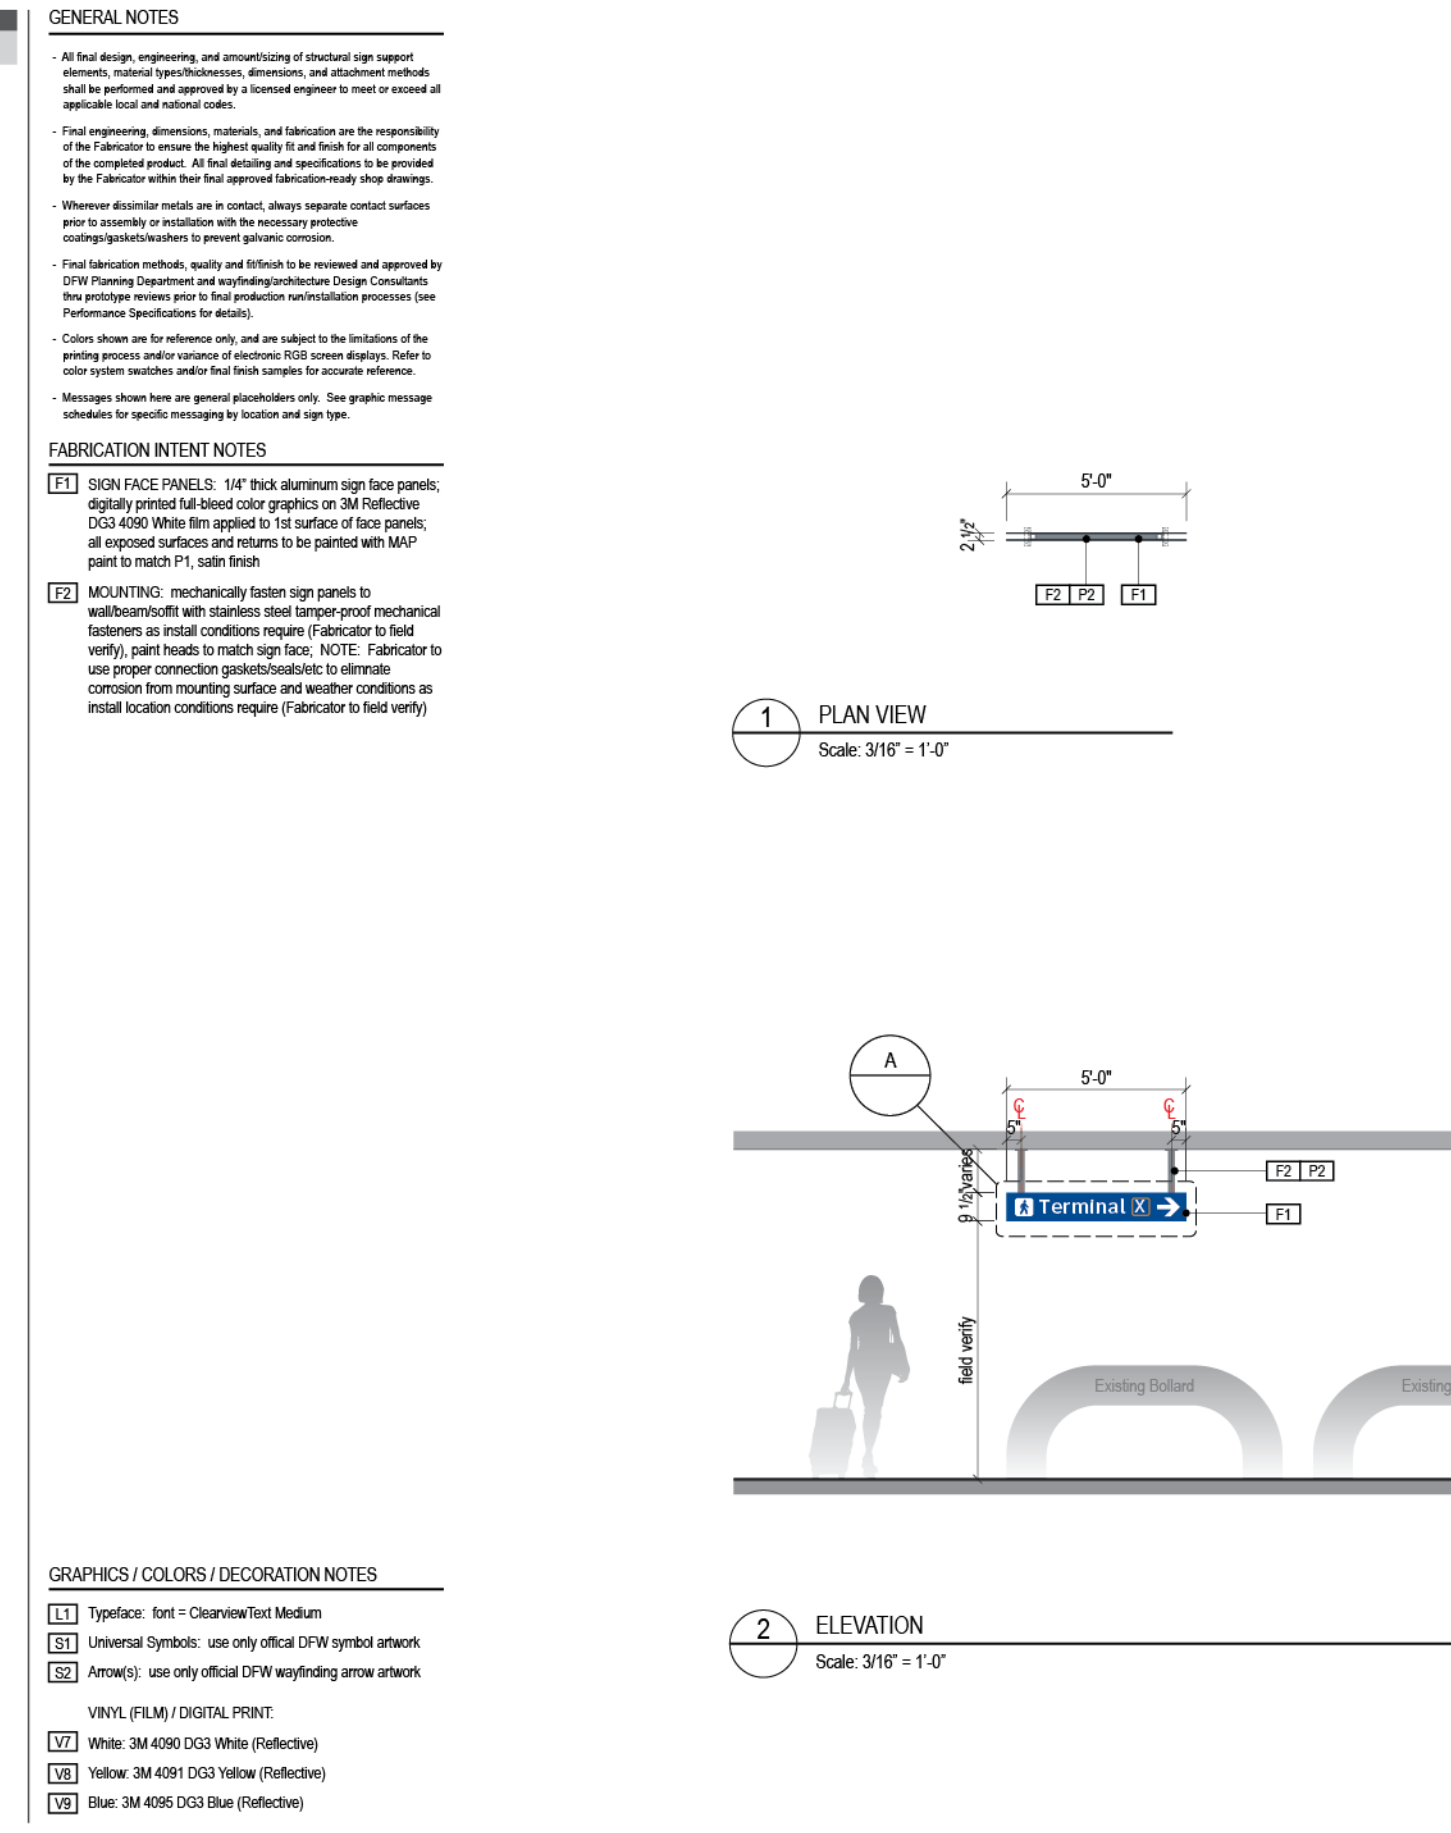 GENERAL NOTES
- All final design, engineering, and amount/sizing of structural sign support
elements, material types/thicknesses, dimensions, and attachment methods
shall be performed and approved by a licensed engineer to meet or exceed all
applicable local and national codes.
- Final engineering, dimensions, materials, and fabrication are the responsibility
of the Fabricator to ensure the highest quality fit and finish for all components
of the completed product. All final detailing and specifications to be provided
by the Fabricator within their final approved fabrication-ready shop drawings.
- Wherever dissimilar metals are in contact, always separate contact surfaces
prior to assembly or installation with the necessary protective
coatings/gaskets/washers to prevent galvanic corrosion.
- Final fabrication methods, quality and fit/finish to be reviewed and approved by
DFW Planning Department and wayfinding/architecture Design Consultants
thru prototype reviews prior to final production run/installation processes (see
Performance Specifications for details).
- Colors shown are for reference only, and are subject to the limitations of the
printing process and/or variance of electronic RGB screen displays. Refer to
color system swatches and/or final finish samples for accurate reference.
- Messages shown here are general placeholders only. See graphic message
schedules for specific messaging by location and sign type.
FABRICATION INTENT NOTES
F1 SIGN FACE PANELS: 1/4" thick aluminum sign face panels;
digitally printed full-bleed color graphics on 3M Reflective
DG3 4090 White film applied to 1st surface of face panels;
all exposed surfaces and returns to be painted with MAP
paint to match P1, satin finish
F2 MOUNTING: mechanically fasten sign panels to
wall/beam/soffit with stainless steel tamper-proof mechanical
fasteners as install conditions require (Fabricator to field
verify), paint heads to match sign face; NOTE: Fabricator to
use proper connection gaskets/seals/etc to elimnate
corrosion from mounting surface and weather conditions as
install location conditions require (Fabricator to field verify)
GRAPHICS / COLORS / DECORATION NOTES
L1 Typeface: font = ClearviewText Medium
S1 Universal Symbols: use only offical DFW symbol artwork
S2 Arrow(s): use only official DFW wayfinding arrow artwork
VINYL (FILM) / DIGITAL PRINT:
V7 White: 3M 4090 DG3 White (Reflective)
V8 Yellow: 3M 4091 DG3 Yellow (Reflective)
V9 Blue: 3M 4095 DG3 Blue (Reflective)
5'-0"
2 1/2"
F2 P2 F1
1 PLAN VIEW
Scale: 3/16" = 1'-0"
A
5'-0"
℄ ℄
5" 5"
varies
9 1/2"
F2 P2
Terminal X
F1
field verify
Existing Bollard
Existing
2 ELEVATION
Scale: 3/16" = 1'-0"